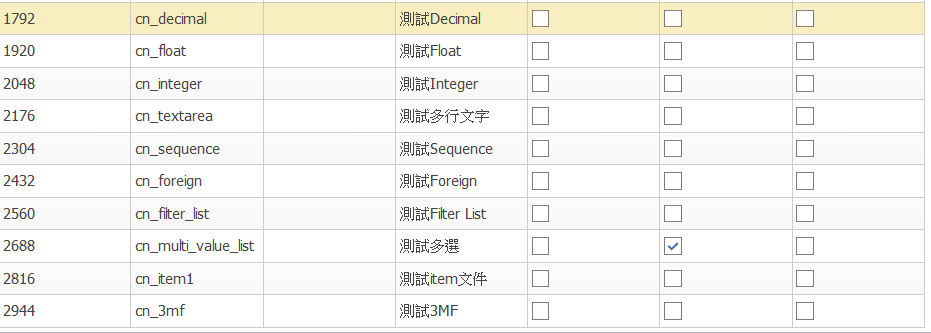 1792 cn_decimal 測試Decimal
1920 cn_float 測試Float
2048 cn_integer 測試Integer
2176 cn_textarea 測試多行文字
2304 cn_sequence 測試Sequence
2432 cn_foreign 測試Foreign
2560 cn_filter_list 測試Filter List
2688 cn_multi_value_list 測試多選
2816 cn_item1 測試item文件
2944 cn_3mf 測試3MF